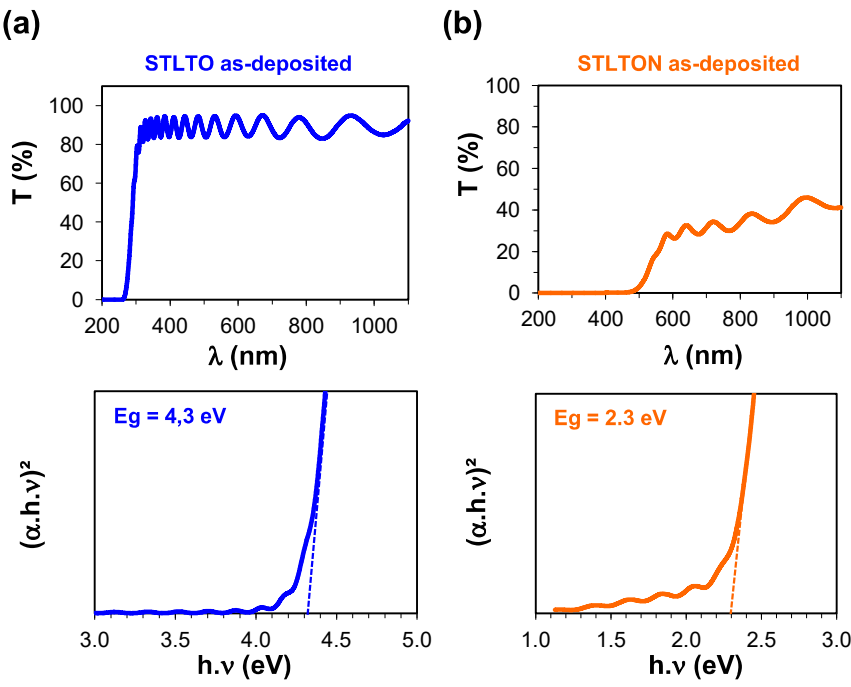 (a)
STLTO as-deposited
T (%)
100
80
60
40
20
0
200
400
600
800
1000
λ (nm)
(b)
STLTON as-deposited
T (%)
100
80
60
40
20
0
200
400
600
800
1000
λ (nm)
Eg = 4,3 eV
(α.h.ν)²
3.0
3.5
4.0
4.5
5.0
h.ν (eV)
Eg = 2.3 eV
(α.h.ν)²
1.0
1.5
2.0
2.5
3.0
h.ν (eV)